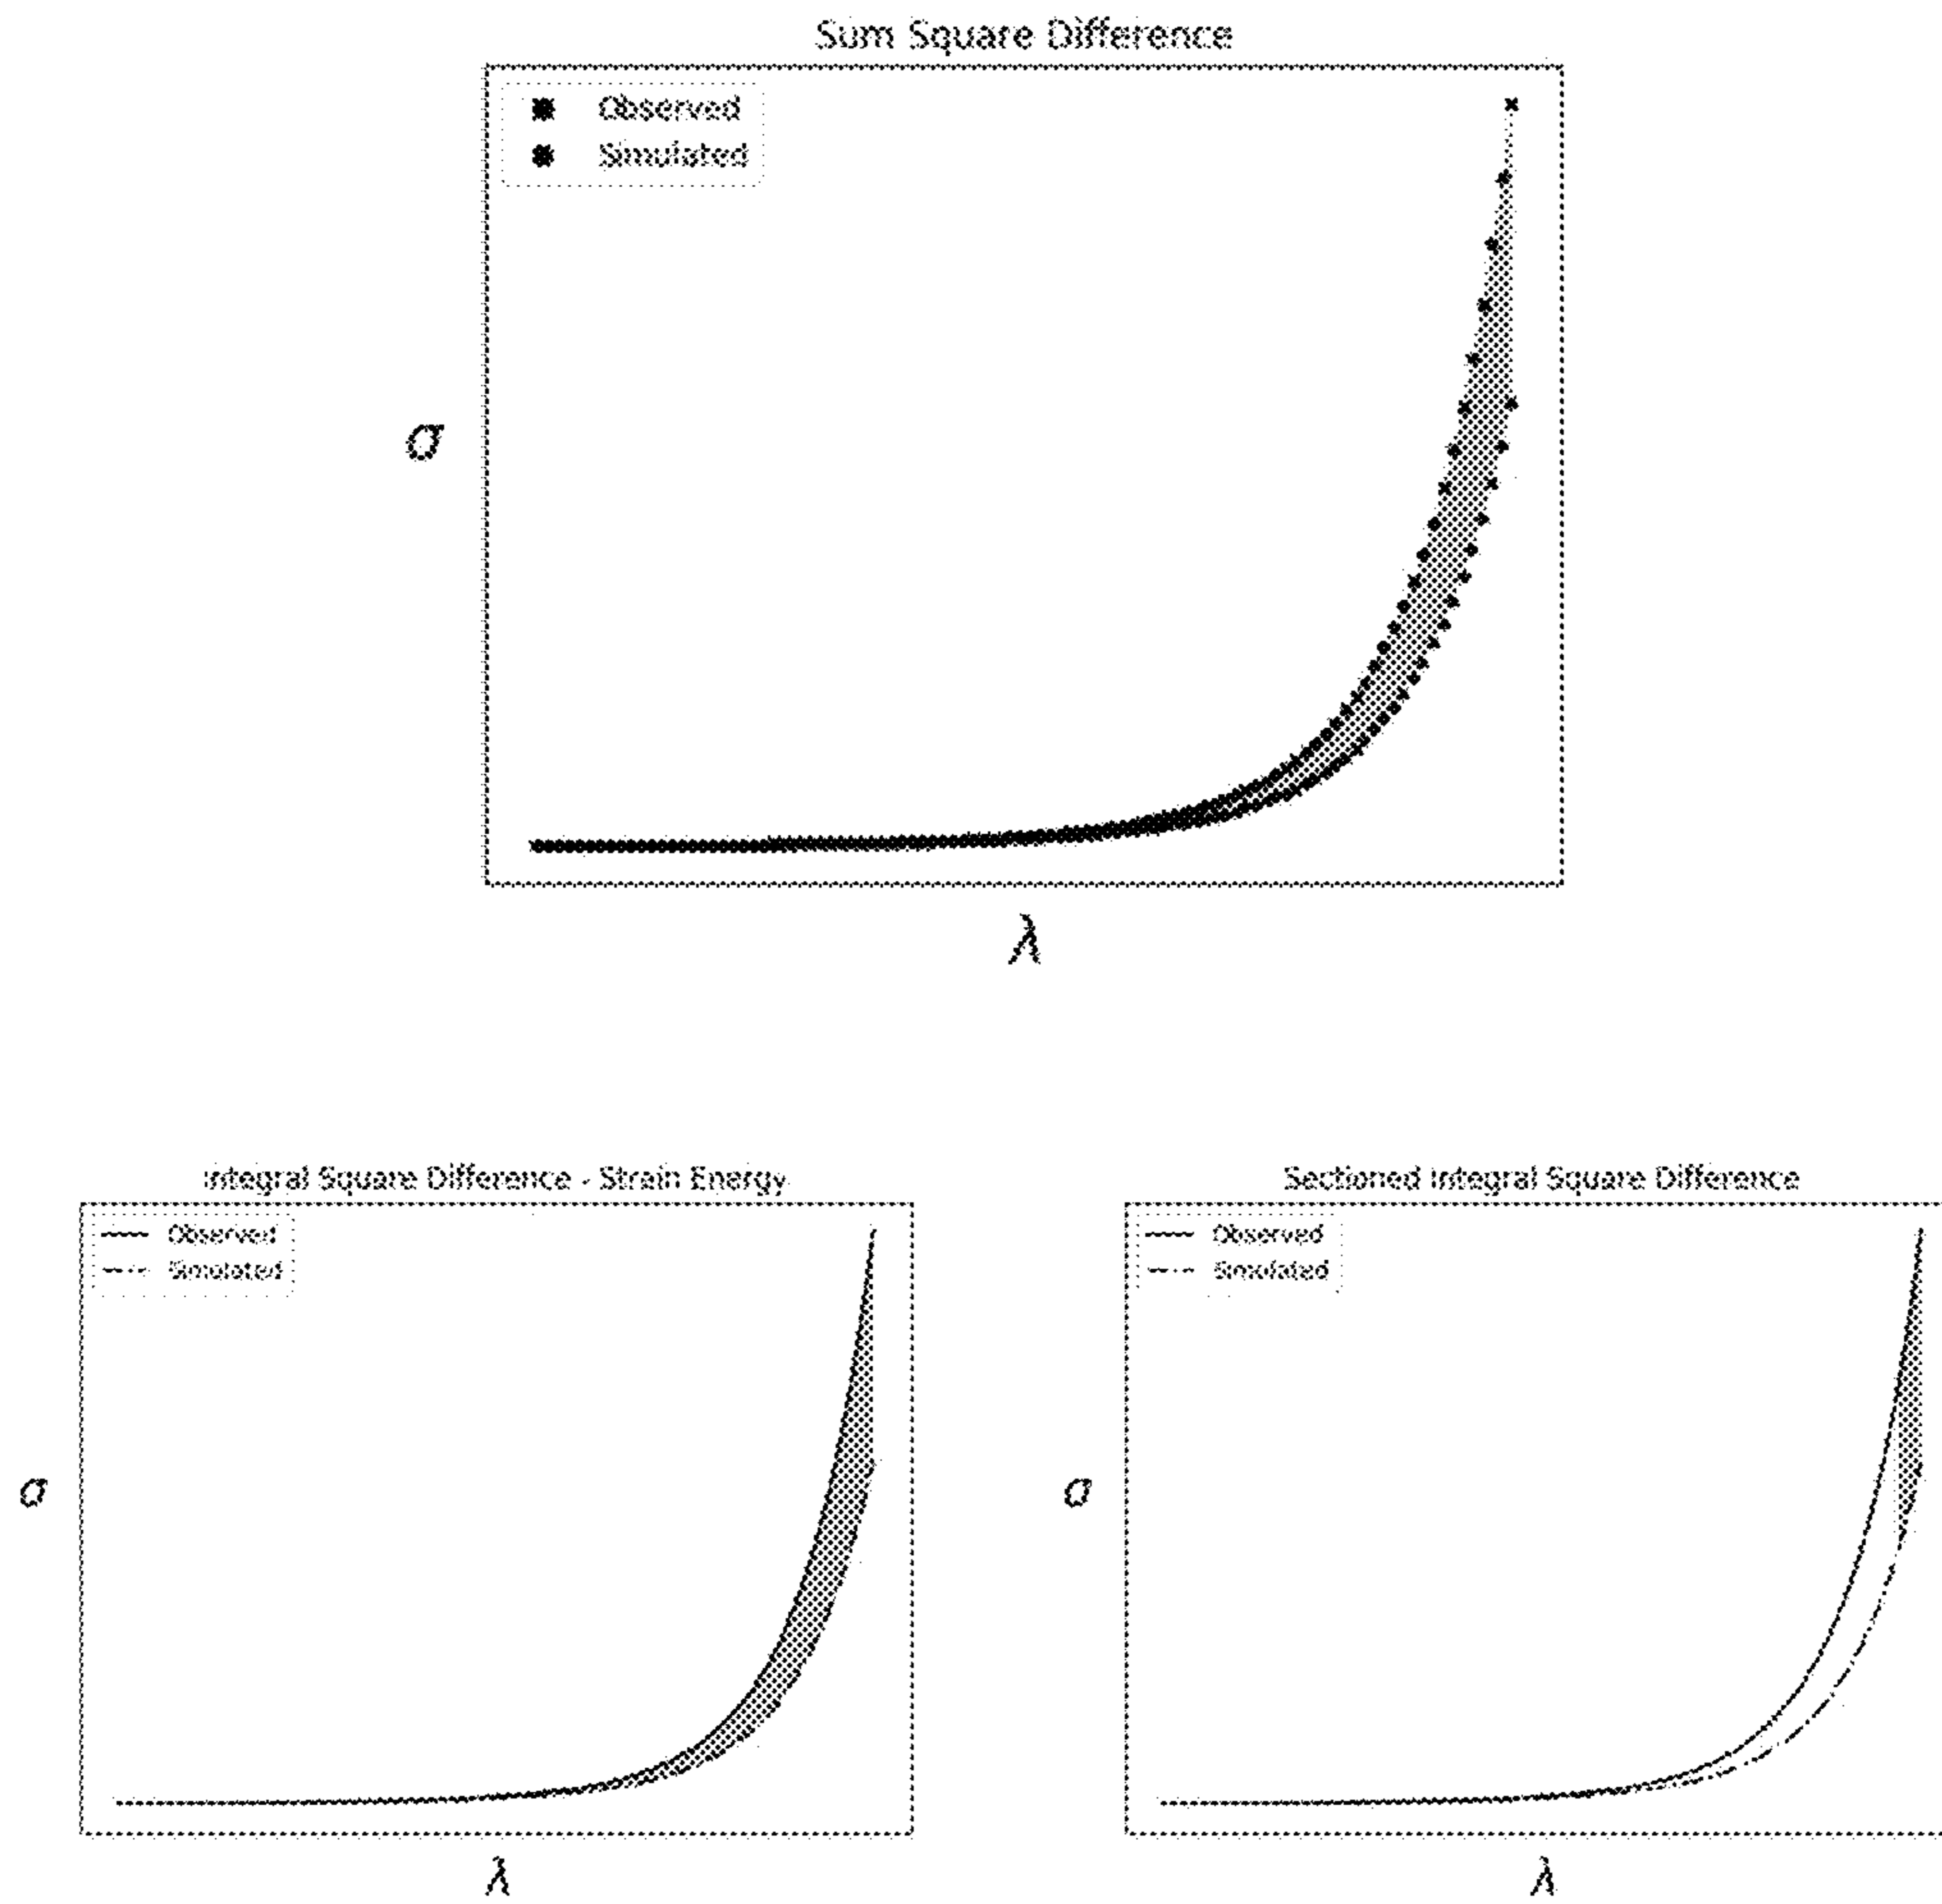 Sum Square Difference
Observed
Simulated
σ
λ
Integral Square Difference - Strain Energy
Observed
Simulated
σ
λ
Sectioned Integral Square Difference
Observed
Simulated
σ
λ